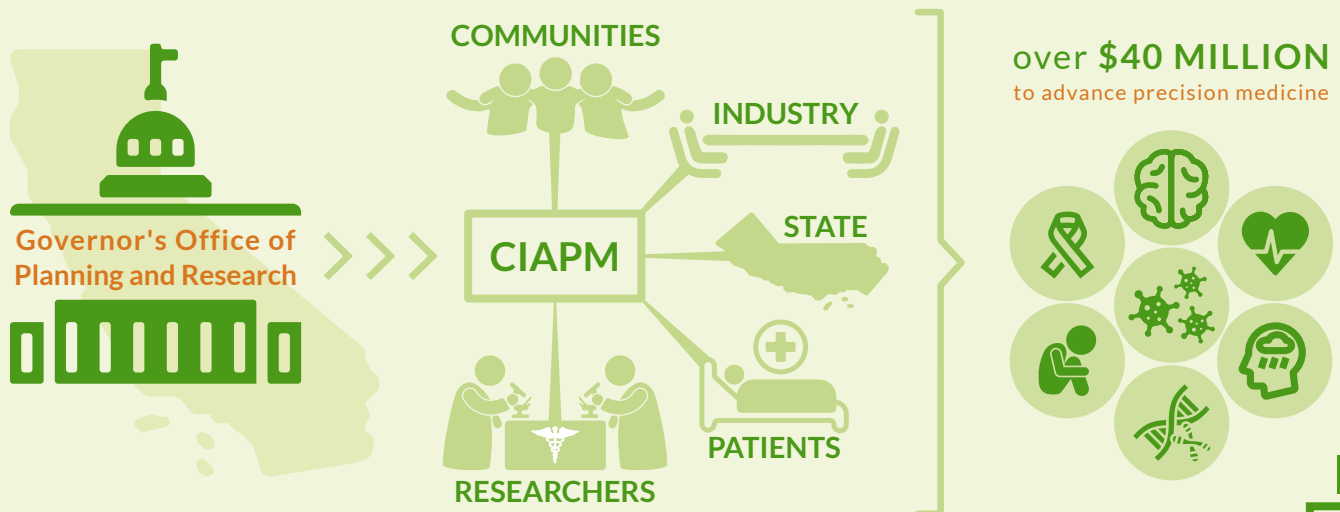 Governor's Office of
Planning and Research
COMMUNITIES
INDUSTRY
CIAPM
STATE
PATIENTS
RESEARCHERS
over $40 MILLION
to advance precision medicine